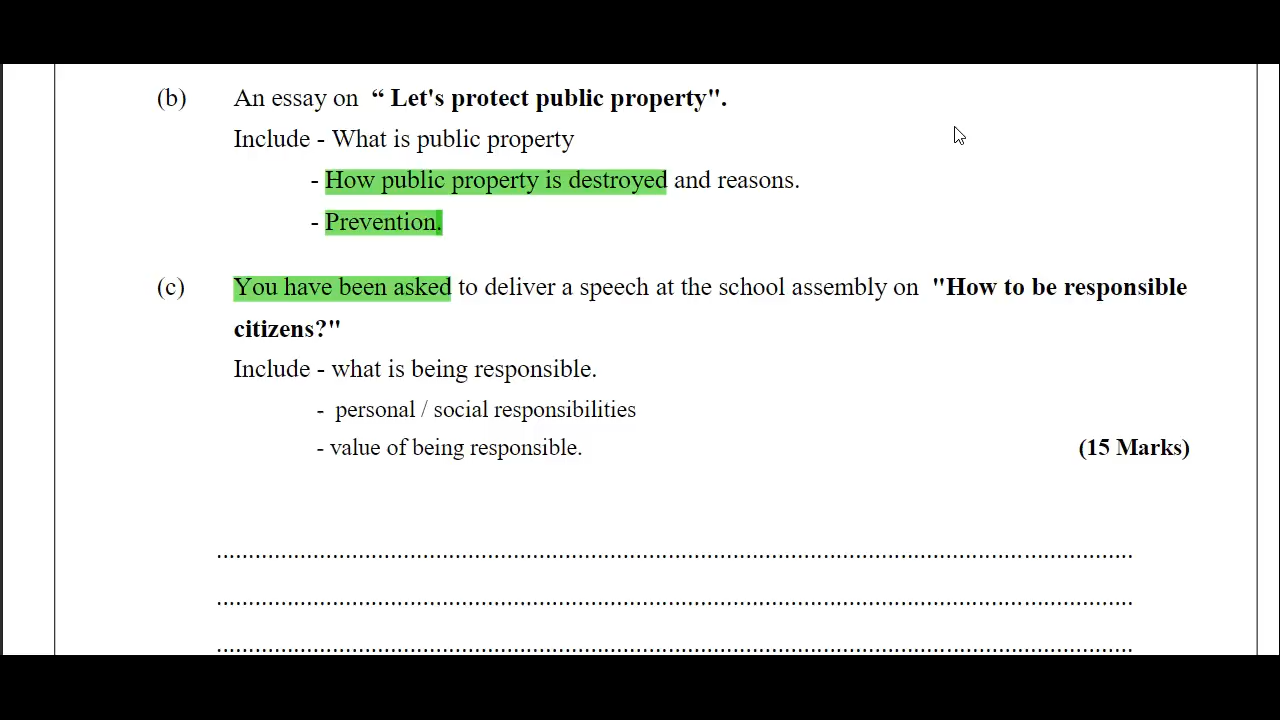 (b) An essay on “ Let's protect public property".
Include - What is public property
- How public property is destroyed and reasons.
- Prevention.
(c) You have been asked to deliver a speech at the school assembly on "How to be responsible
citizens?"
Include - what is being responsible.
- personal / social responsibilities
- value of being responsible. (15 Marks)
................................................................................................................................................
................................................................................................................................................
................................................................................................................................................